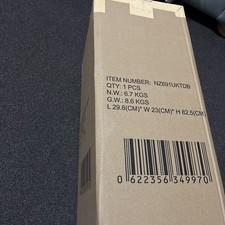 ITEM NUMBER: NZ691UKTDB
QTY: 1 PCS
N.W.: 6.7 KGS
G.W.: 8.6 KGS
L 29.8(CM)* W 23(CM)* H 82.5(CM)
0 622356 349970